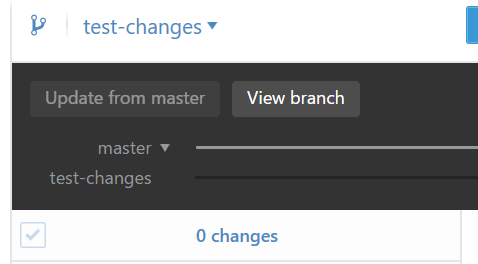 test-changes
Update from master View branch
master
test-changes
0 changes